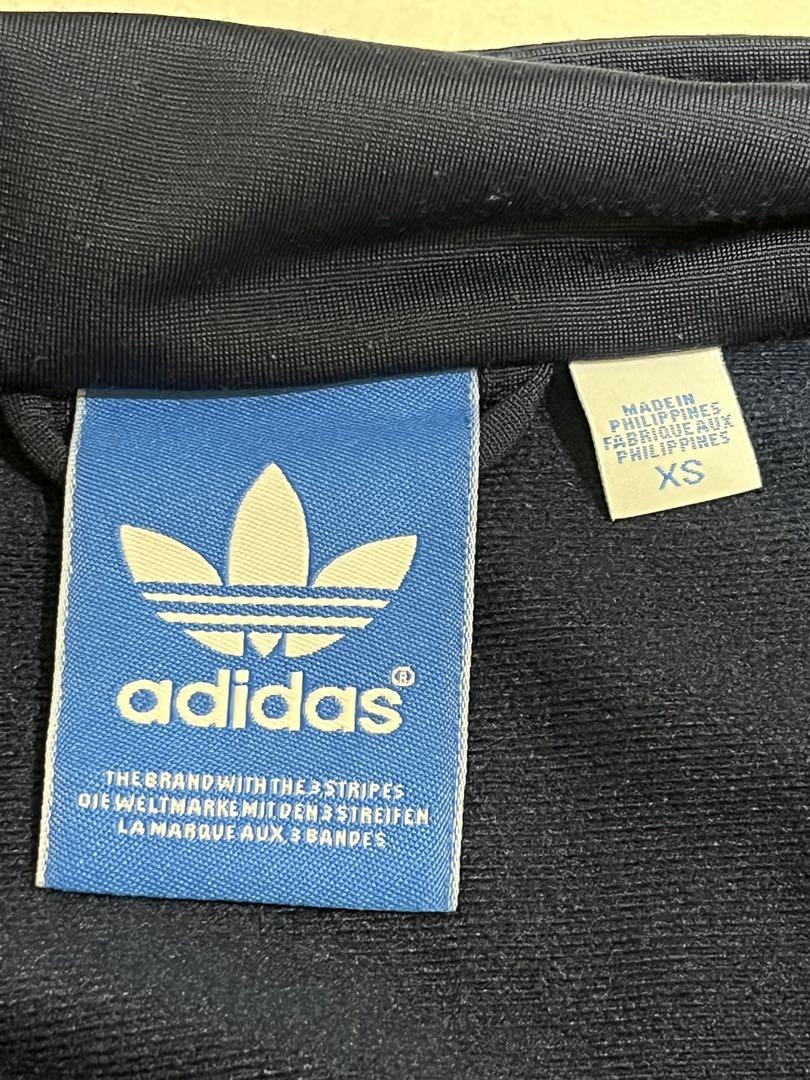 MADE IN
PHILIPPINES
FABRIQUE AUX
PHILIPPINES
XS
adidas®
THE BRAND WITH THE 3 STRIPES
DIE WELTMARKE MIT DEN 3 STREIFEN
LA MARQUE AUX 3 BANDES